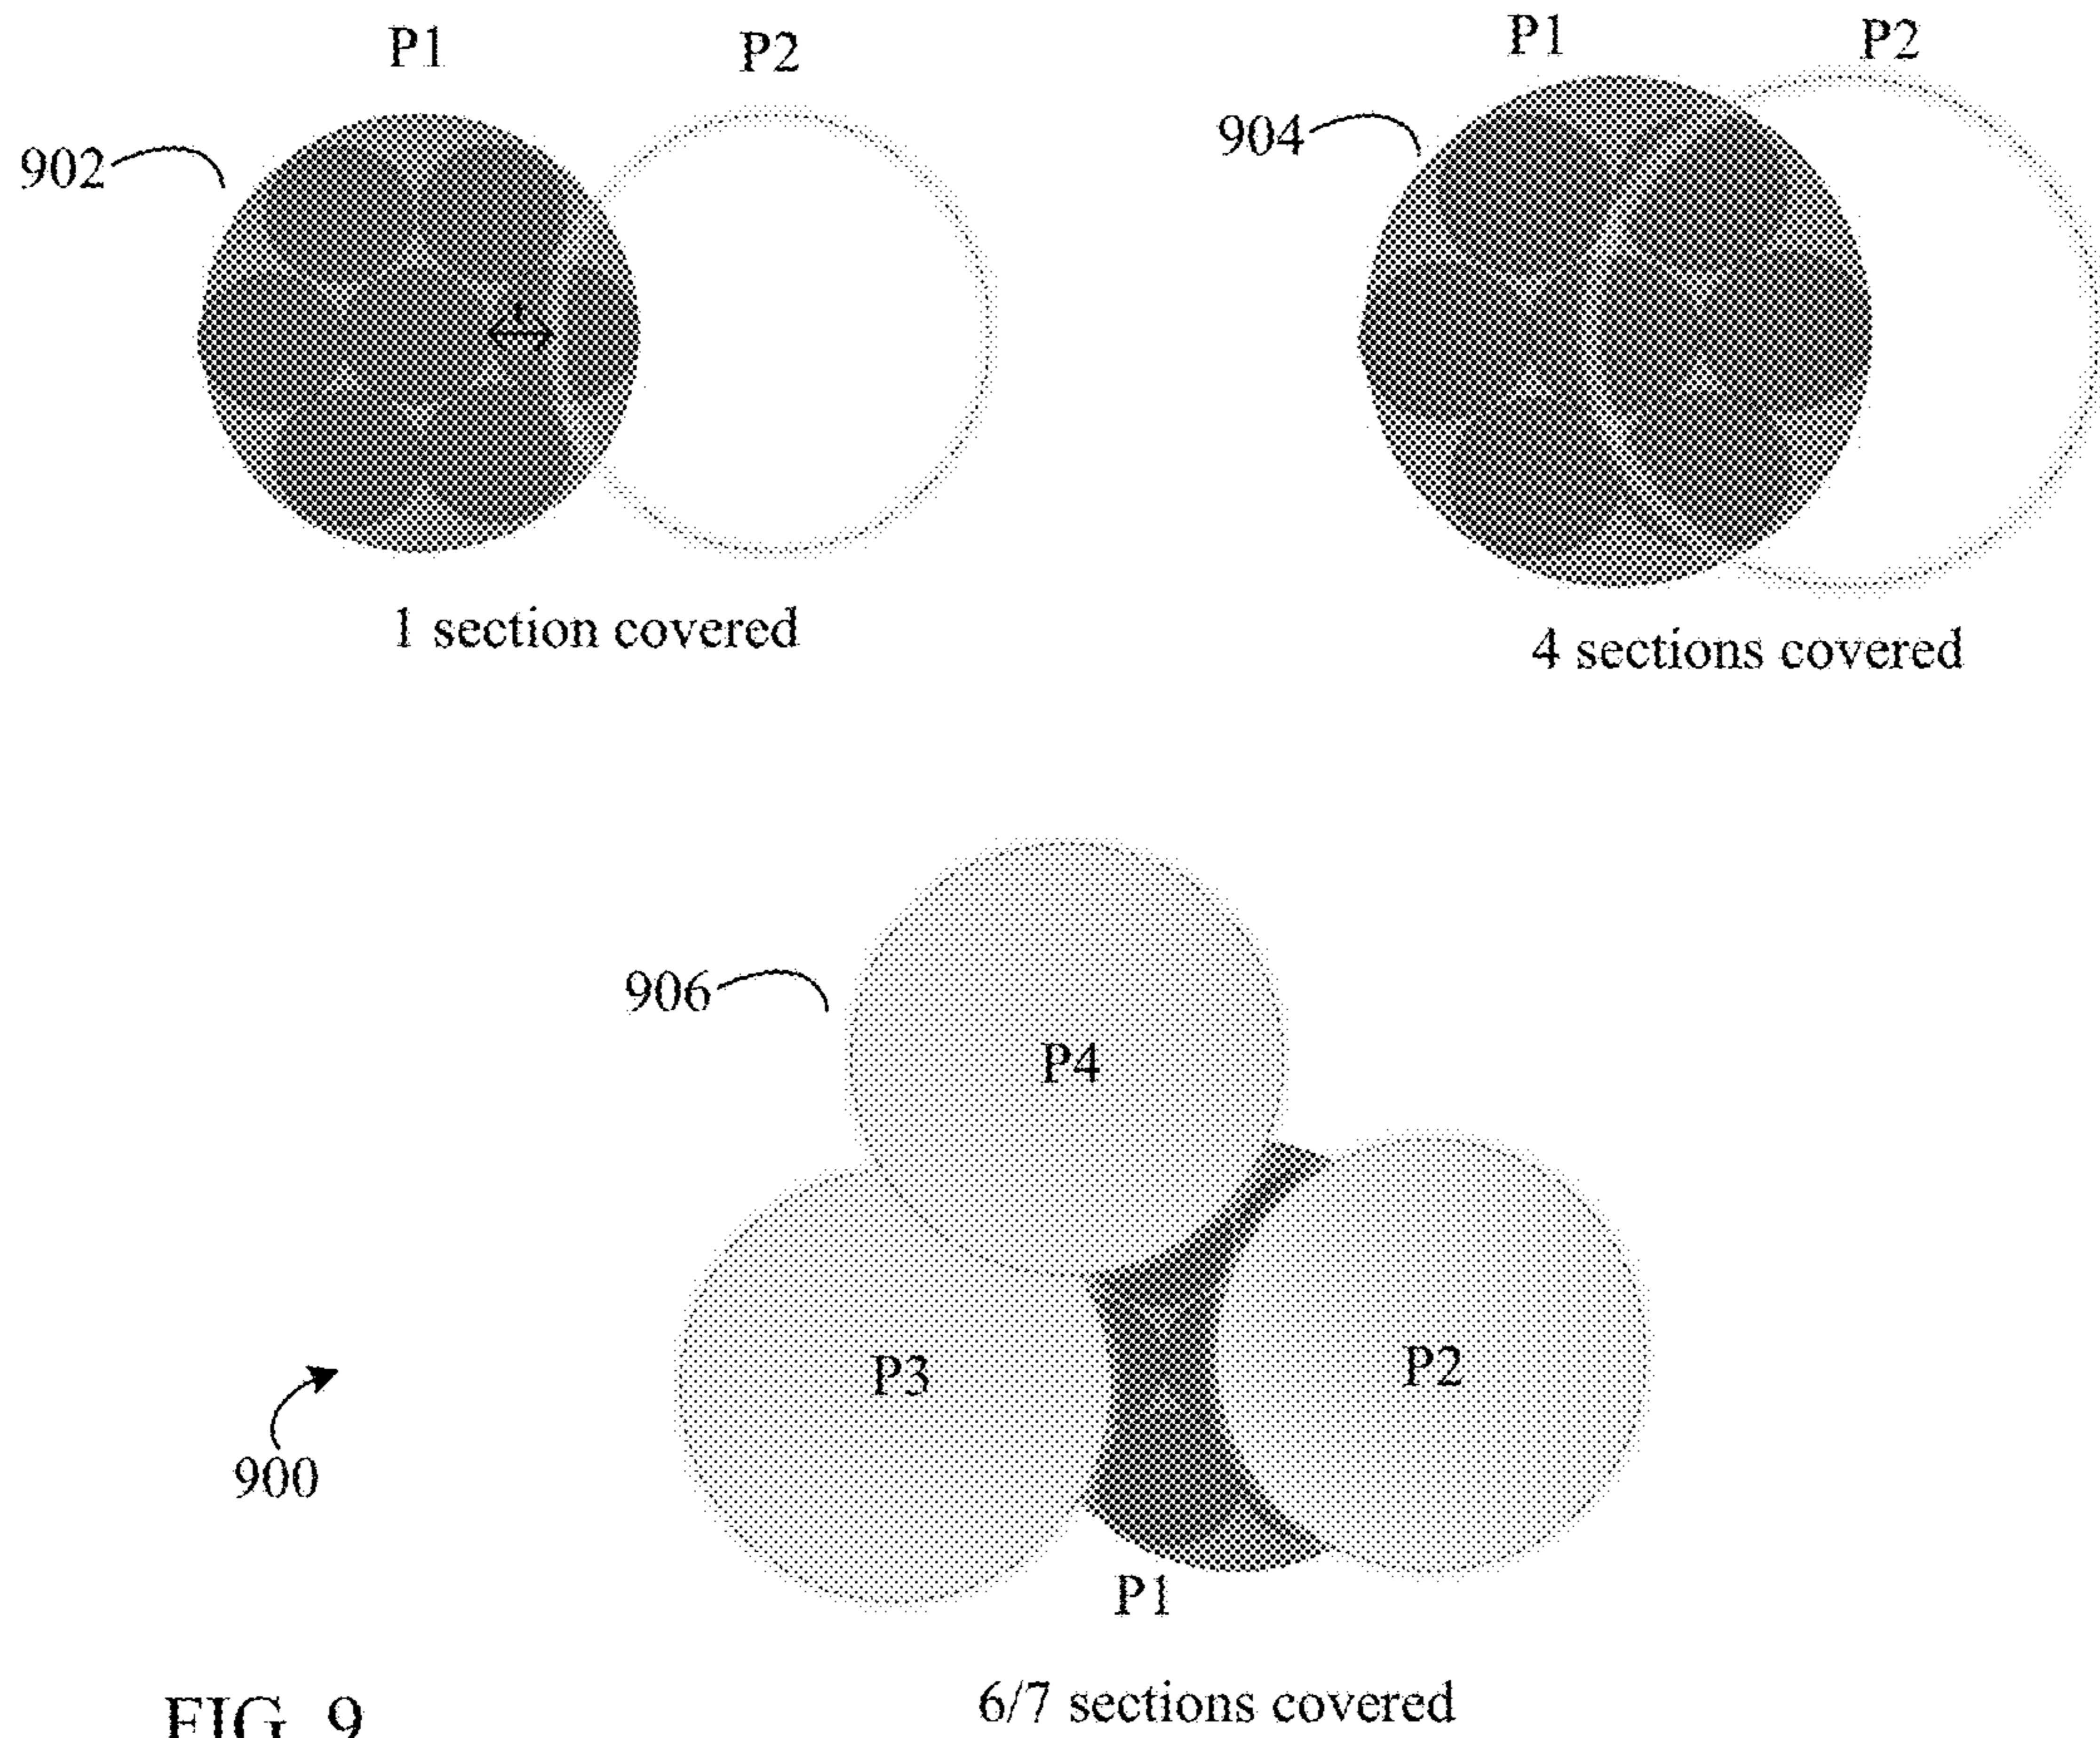 P1
P2
902
1 section covered
P1
P2
904
4 sections covered
906
P4
P3
P2
900
P1
6/7 sections covered
FIG. 9